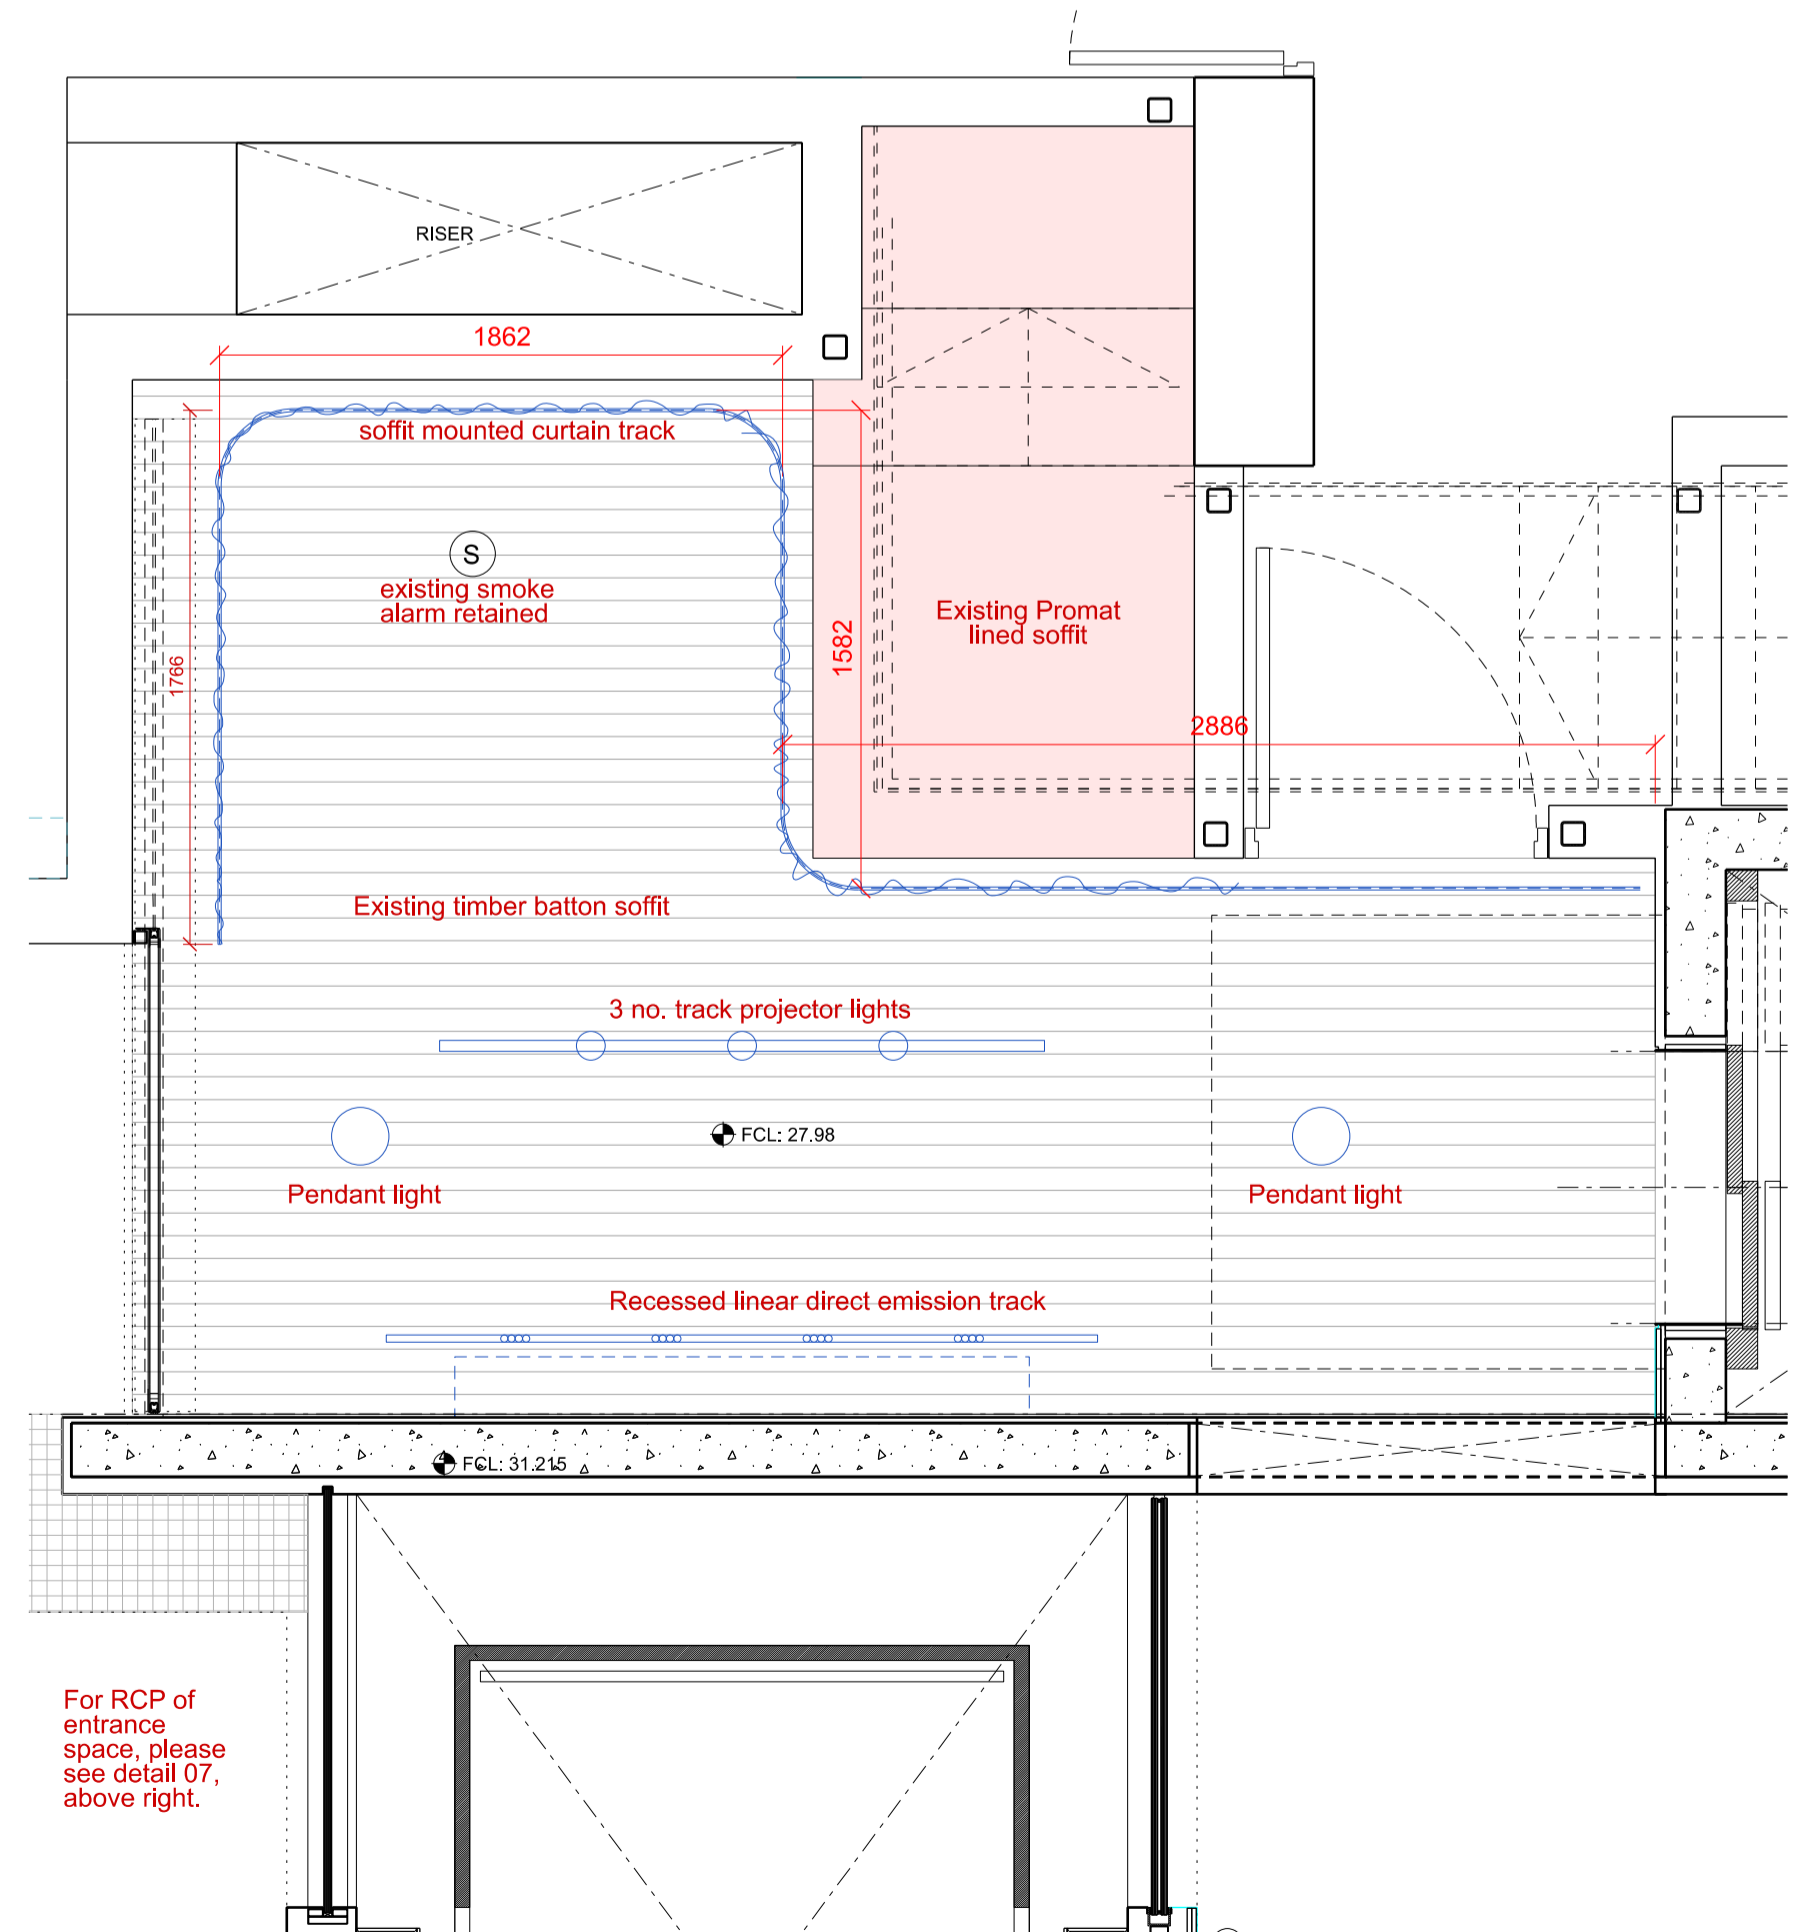 RISER
1862
soffit mounted curtain track
S
existing smoke
alarm retained
1766
1582
Existing Promat
lined soffit
2886
Existing timber batton soffit
3 no. track projector lights
FCL: 27.98
Pendant light
Pendant light
Recessed linear direct emission track
FCL: 31.215
For RCP of
entrance
space, please
see detail 07,
above right.